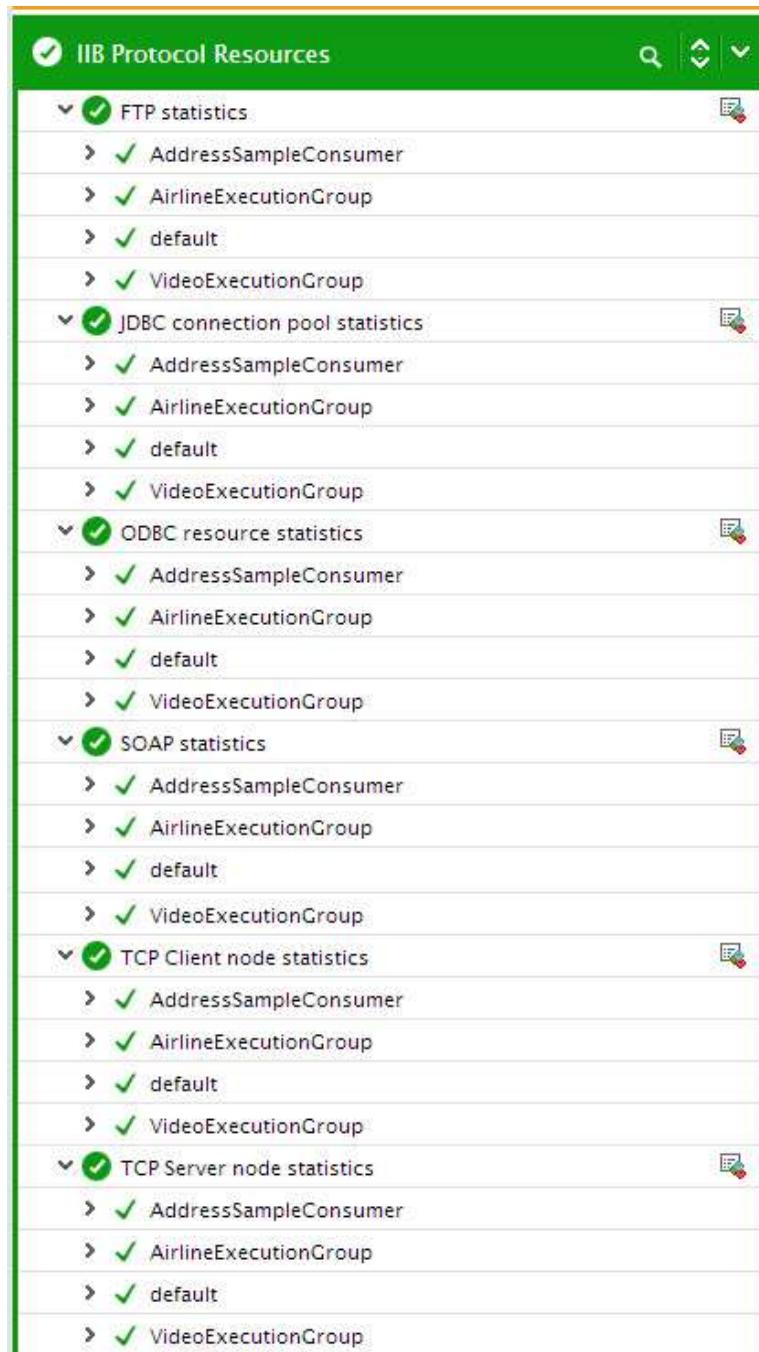 IIB Protocol Resources
FTP statistics
AddressSampleConsumer
AirlineExecutionGroup
default
VideoExecutionGroup
JDBC connection pool statistics
AddressSampleConsumer
AirlineExecutionGroup
default
VideoExecutionGroup
ODBC resource statistics
AddressSampleConsumer
AirlineExecutionGroup
default
VideoExecutionGroup
SOAP statistics
AddressSampleConsumer
AirlineExecutionGroup
default
VideoExecutionGroup
TCP Client node statistics
AddressSampleConsumer
AirlineExecutionGroup
default
VideoExecutionGroup
TCP Server node statistics
AddressSampleConsumer
AirlineExecutionGroup
default
VideoExecutionGroup